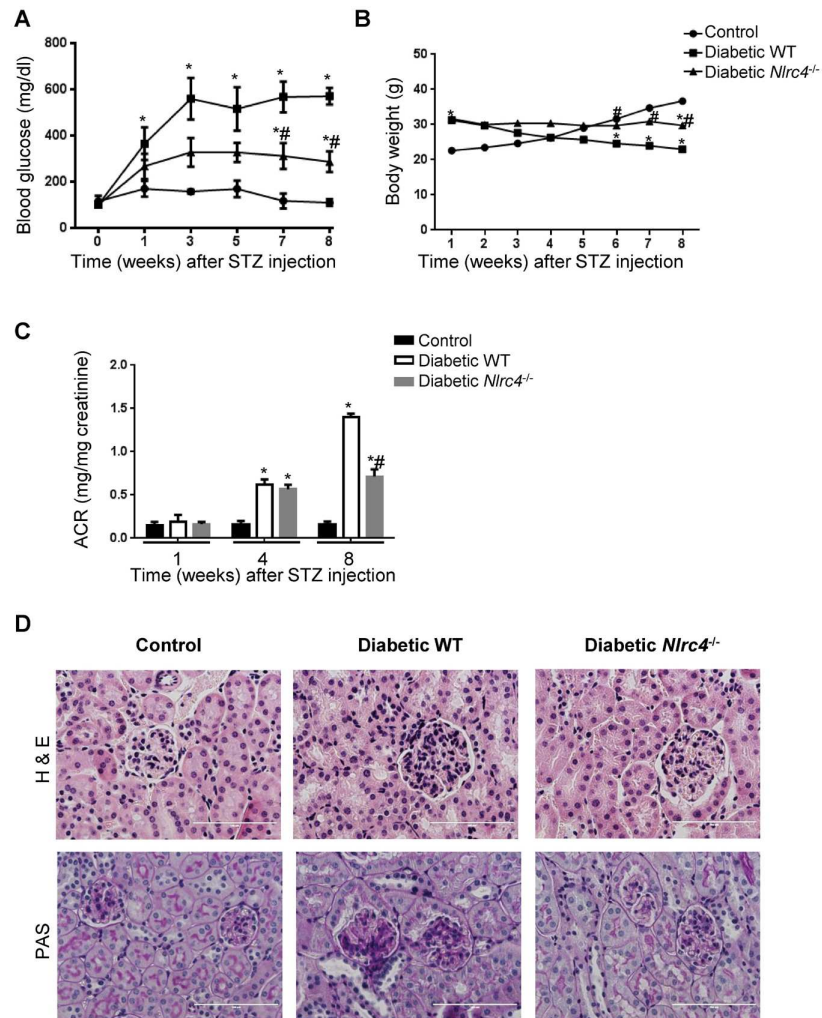 A
Blood glucose (mg/dl)
800
600
400
200
0
* * * * * *
*# *#
0 1 3 5 7 8
Time (weeks) after STZ injection
B
Control
Diabetic WT
Diabetic Nlrc4-/-
Body weight (g)
50
40
30
20
10
0
* # # *#
* * *
1 2 3 4 5 6 7 8
Time (weeks) after STZ injection
C
Control
Diabetic WT
Diabetic Nlrc4-/-
ACR (mg/mg creatinine)
2.0
1.5
1.0
0.5
0.0
* * * *#
1 4 8
Time (weeks) after STZ injection
D
Control Diabetic WT Diabetic Nlrc4-/-
H & E
PAS